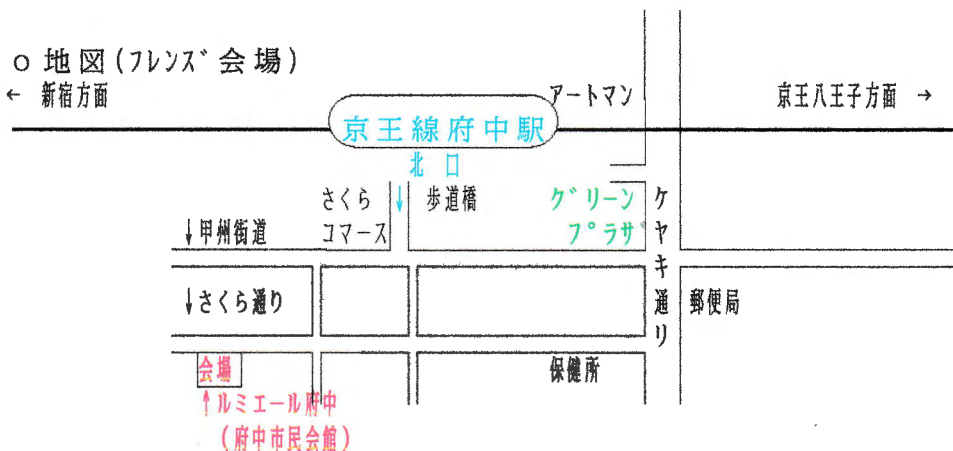 ○ 地図(フレンズ会場)
← 新宿方面
アートマン
京王八王子方面 →
京王線府中駅
北口
↓
さくら
コマース
歩道橋
グリーン
プラザ
ケヤキ通り
↓甲州街道
↓さくら通り
郵便局
会場
保健所
↑ルミエール府中
(府中市民会館)